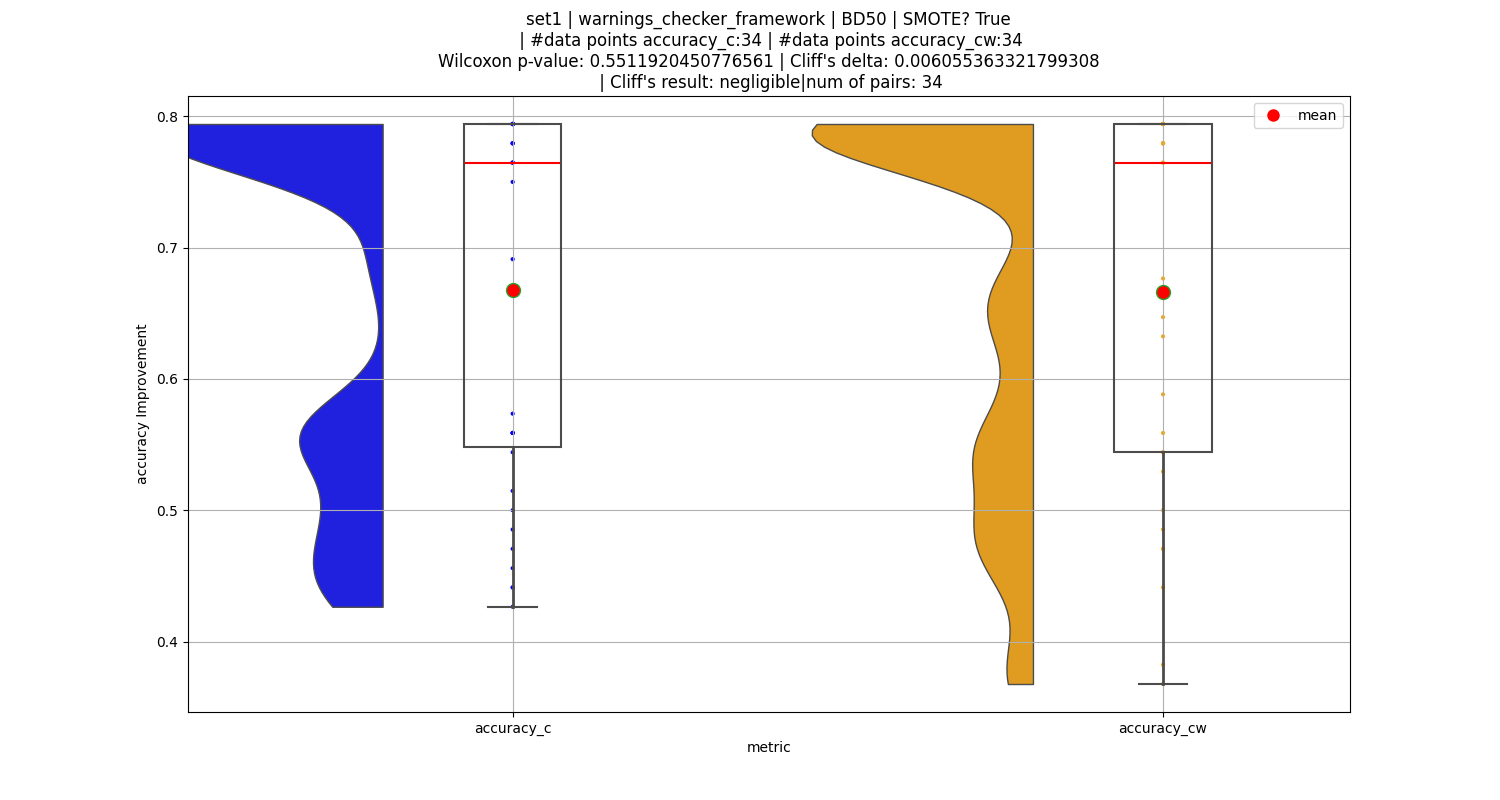 set1 | warnings_checker_framework | BD50 | SMOTE? True
| #data points accuracy_c:34 | #data points accuracy_cw:34
Wilcoxon p-value: 0.5511920450776561 | Cliff's delta: 0.006055363321799308
| Cliff's result: negligible|num of pairs: 34
mean
0.8
0.7
0.6
0.5
0.4
accuracy Improvement
accuracy_c
accuracy_cw
metric